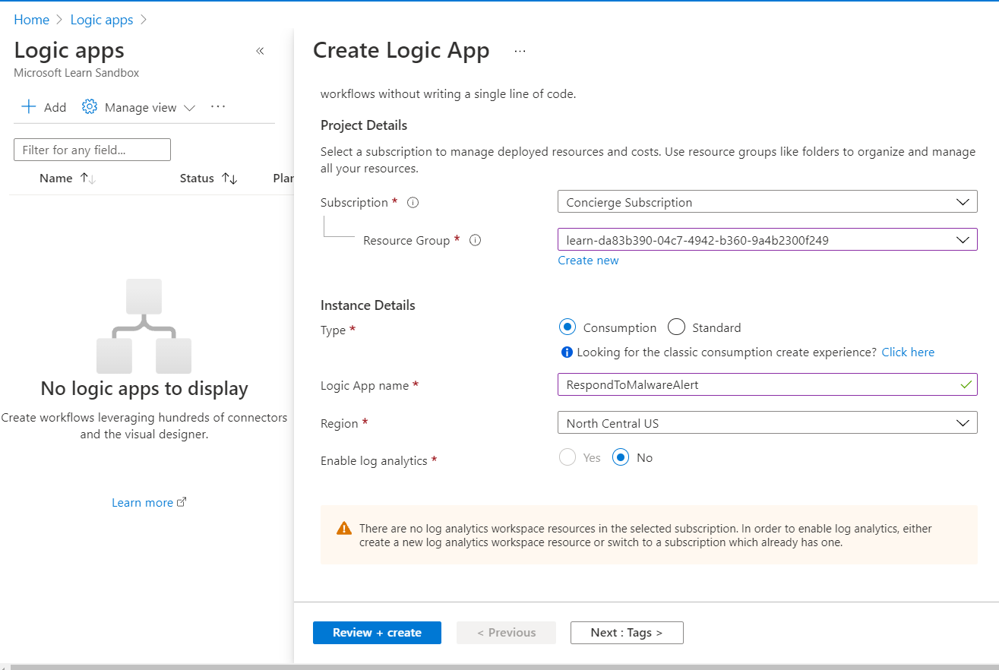 Home > Logic apps >
Logic apps
«
Microsoft Learn Sandbox
+ Add Manage view ···
Filter for any field...
Name ↑↓ Status ↑↓ Plan
No logic apps to display
Create workflows leveraging hundreds of connectors
and the visual designer.
Learn more
Create Logic App ...
workflows without writing a single line of code.
Project Details
Select a subscription to manage deployed resources and costs. Use resource groups like folders to organize and manage
all your resources.
Subscription *
Concierge Subscription
Resource Group *
learn-da83b390-04c7-4942-b360-9a4b2300f249
Create new
Instance Details
Type *
Consumption Standard
Looking for the classic consumption create experience? Click here
Logic App name *
RespondToMalwareAlert
Region *
North Central US
Enable log analytics *
Yes No
There are no log analytics workspace resources in the selected subscription. In order to enable log analytics, either
create a new log analytics workspace resource or switch to a subscription which already has one.
Review + create < Previous Next : Tags >